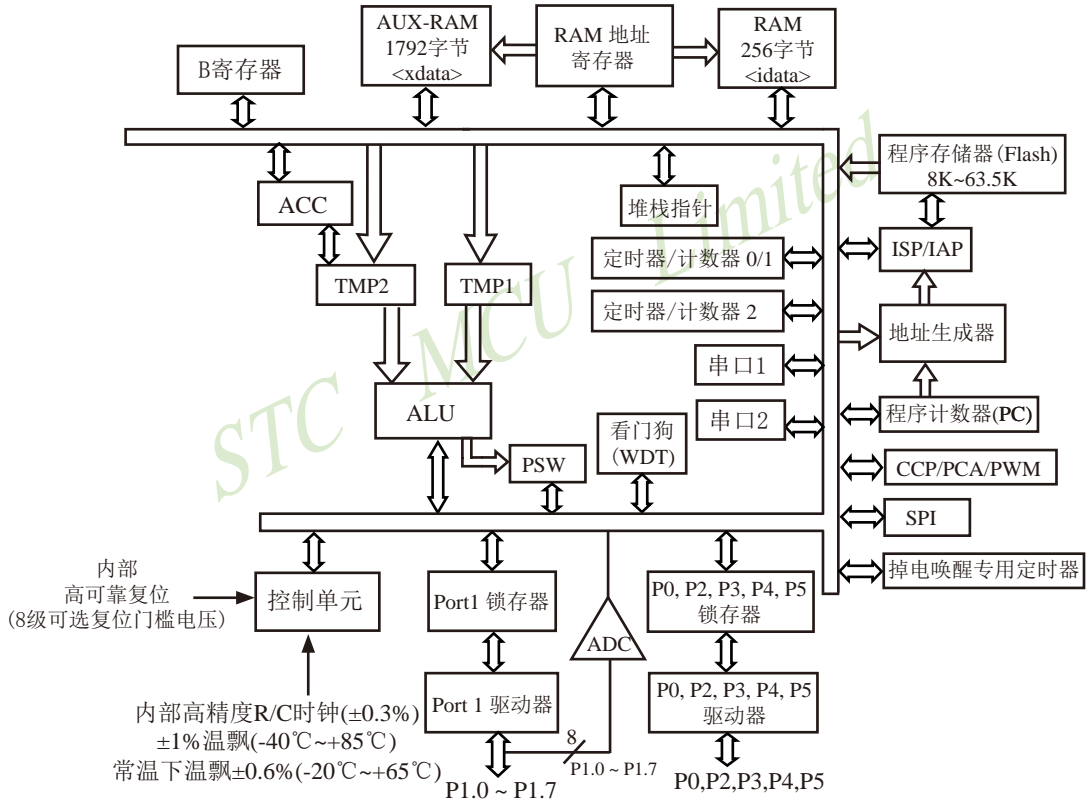 AUX-RAM
1792字节
<xdata>
RAM 地址
寄存器
RAM
256字节
<idata>
B寄存器
程序存储器(Flash)
8K~63.5K
ACC
堆栈指针
ISP/IAP
定时器/计数器 0/1
TMP2
TMP1
定时器/计数器 2
地址生成器
串口1
ALU
串口2
程序计数器(PC)
看门狗
(WDT)
PSW
CCP/PCA/PWM
SPI
掉电唤醒专用定时器
内部
高可靠复位
(8级可选复位门槛电压)
控制单元
Port1 锁存器
ADC
P0, P2, P3, P4, P5
锁存器
Port 1 驱动器
P0, P2, P3, P4, P5
驱动器
内部高精度R/C时钟(±0.3%)
±1%温飘(-40℃~+85℃)
常温下温飘±0.6%(-20℃~+65℃)
8
P1.0 ~ P1.7
P1.0 ~ P1.7
P0,P2,P3,P4,P5
STC MCU Limited